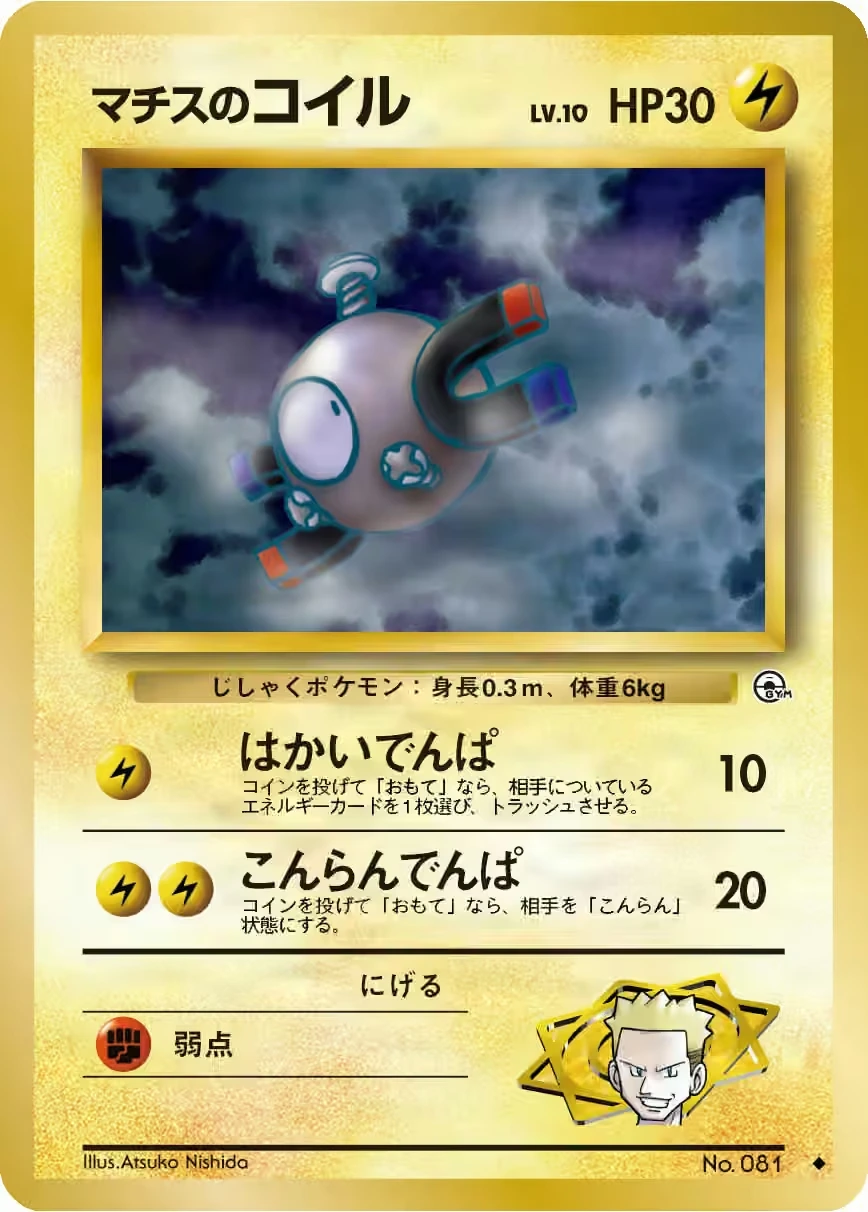 マチスのコイル LV.10 HP30
じしゃくポケモン：身長0.3m、体重6kg
GYM
はかいでんぱ 10
コインを投げて「おもて」なら、相手についている
エネルギーカードを1枚選び、トラッシュさせる。
こんらんでんぱ 20
コインを投げて「おもて」なら、相手を「こんらん」
状態にする。
にげる
弱点
Illus.Atsuko Nishida No.081